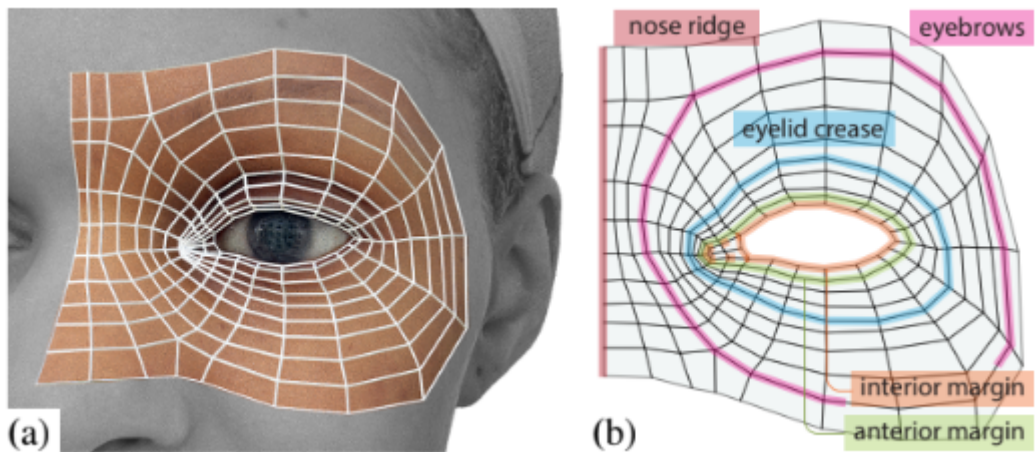 nose ridge
eyebrows
eyelid crease
interior margin
anterior margin
(a)
(b)